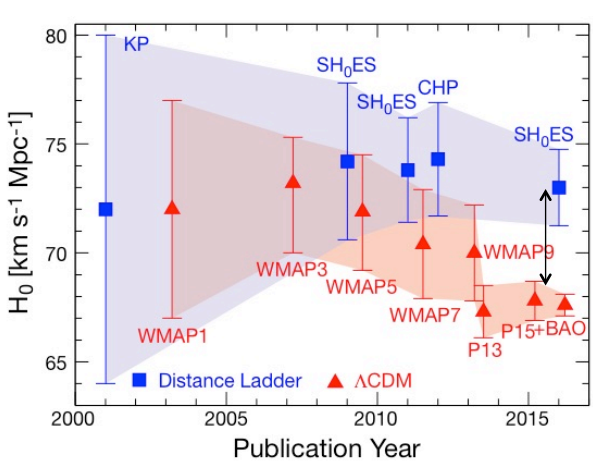 80
KP
SH₀ES
SH₀ES
CHP
75
SH₀ES
H₀ [km s⁻¹ Mpc⁻¹]
70
WMAP9
WMAP3
WMAP5
WMAP7
WMAP1
P15+BAO
P13
65
Distance Ladder
ΛCDM
2000
2005
2010
2015
Publication Year